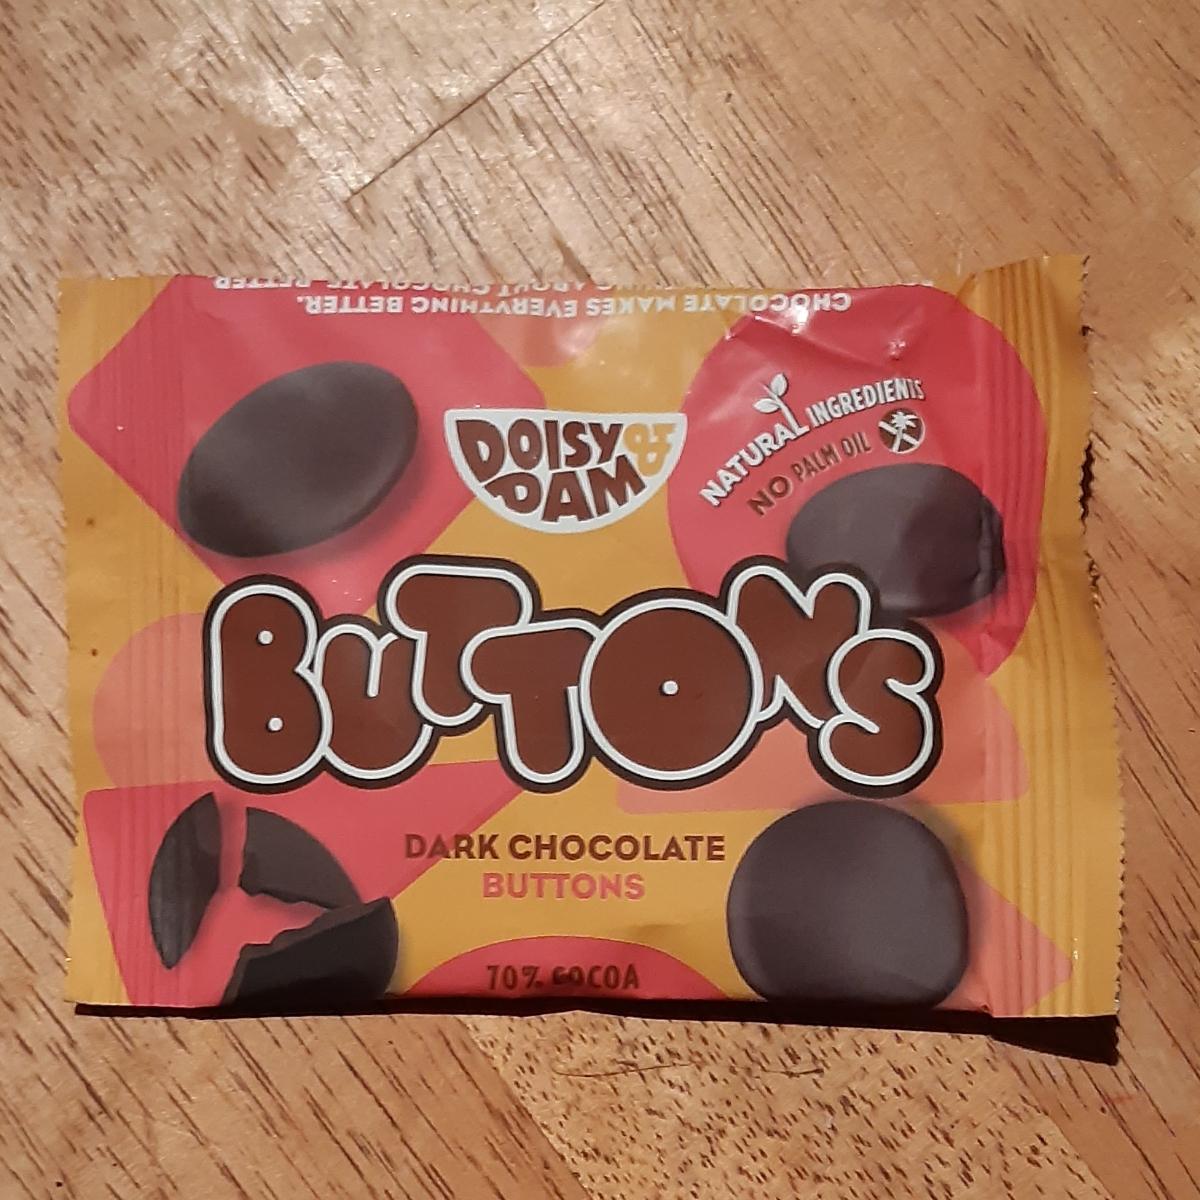 CHOCOLATE MAKES EVERYTHING BETTER.
DOISY &
DAM
NATURAL INGREDIENTS
NO PALM OIL
BUTTONS
DARK CHOCOLATE
BUTTONS
70% COCOA